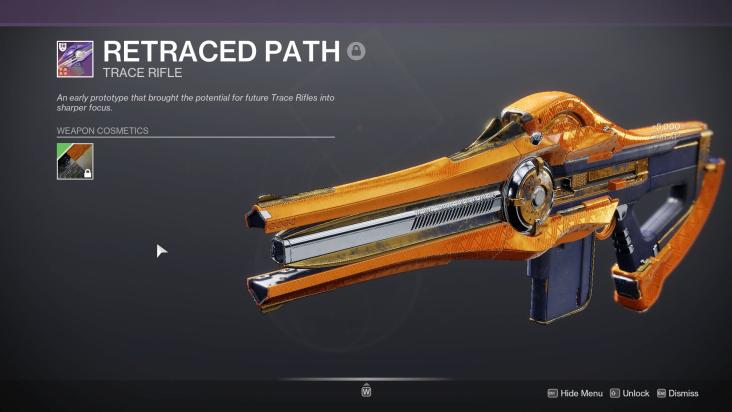 RETRACED PATH
TRACE RIFLE
An early prototype that brought the potential for future Trace Rifles into
sharper focus.
WEAPON COSMETICS
W
Hide Menu
Unlock
Dismiss